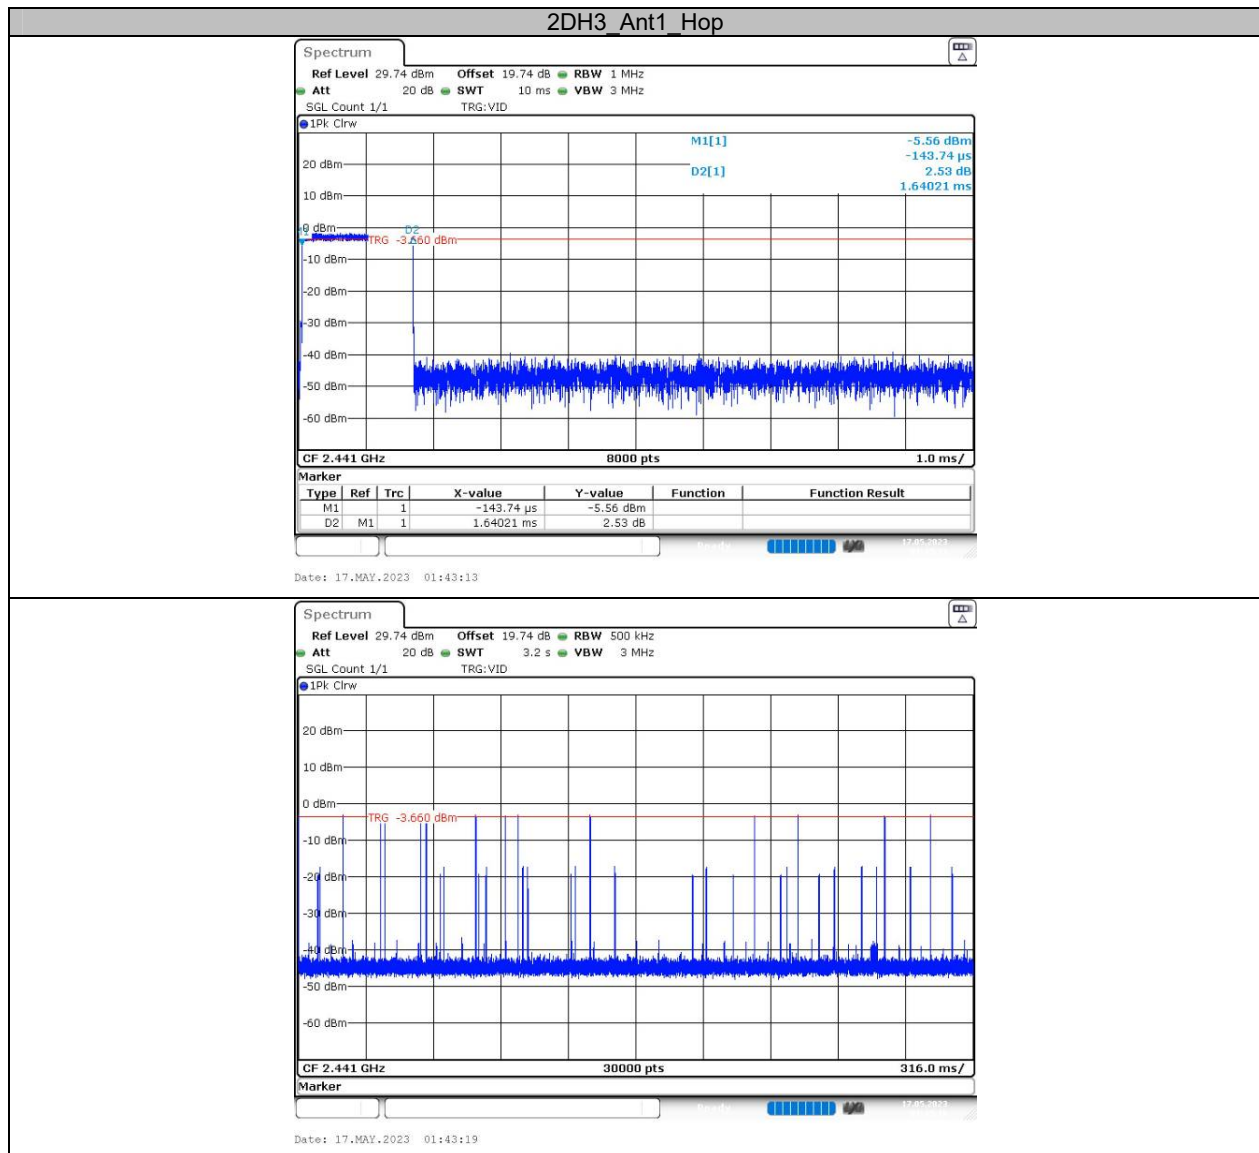 2DH3_Ant1_Hop
Spectrum
Ref Level 29.74 dBm Offset 19.74 dB RBW 1 MHz
Att 20 dB SWT 10 ms VBW 3 MHz
SGL Count 1/1 TRG:VID
1Pk Clrw
M1[1] -5.56 dBm
-143.74 µs
20 dBm
D2[1] 2.53 dB
1.64021 ms
10 dBm
0 dBm
D2
TRG -3.660 dBm
-10 dBm
-20 dBm
-30 dBm
-40 dBm
-50 dBm
-60 dBm
CF 2.441 GHz 8000 pts 1.0 ms/
Marker
Type Ref Trc X-value Y-value Function Function Result
M1 1 -143.74 µs -5.56 dBm
D2 M1 1 1.64021 ms 2.53 dB
17.05.2023
Date: 17.MAY.2023 01:43:13
Spectrum
Ref Level 29.74 dBm Offset 19.74 dB RBW 500 kHz
Att 20 dB SWT 3.2 s VBW 3 MHz
SGL Count 1/1 TRG:VID
1Pk Clrw
20 dBm
10 dBm
0 dBm
TRG -3.660 dBm
-10 dBm
-20 dBm
-30 dBm
-40 dBm
-50 dBm
-60 dBm
CF 2.441 GHz 30000 pts 316.0 ms/
Marker
17.05.2023
Date: 17.MAY.2023 01:43:19